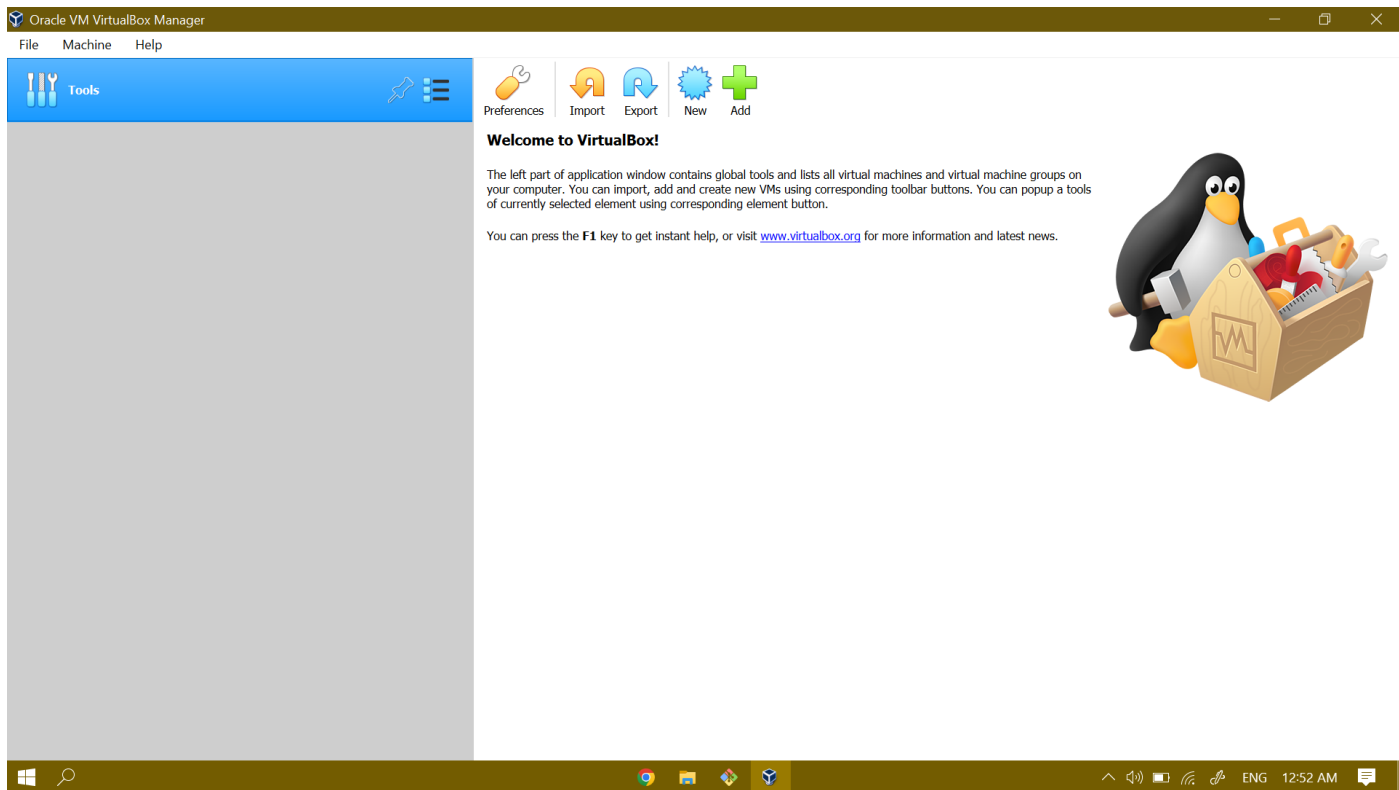 Oracle VM VirtualBox Manager
File Machine Help
Tools
Preferences Import Export New Add
Welcome to VirtualBox!
The left part of application window contains global tools and lists all virtual machines and virtual machine groups on
your computer. You can import, add and create new VMs using corresponding toolbar buttons. You can popup a tools
of currently selected element using corresponding element button.
You can press the F1 key to get instant help, or visit www.virtualbox.org for more information and latest news.
ENG 12:52 AM